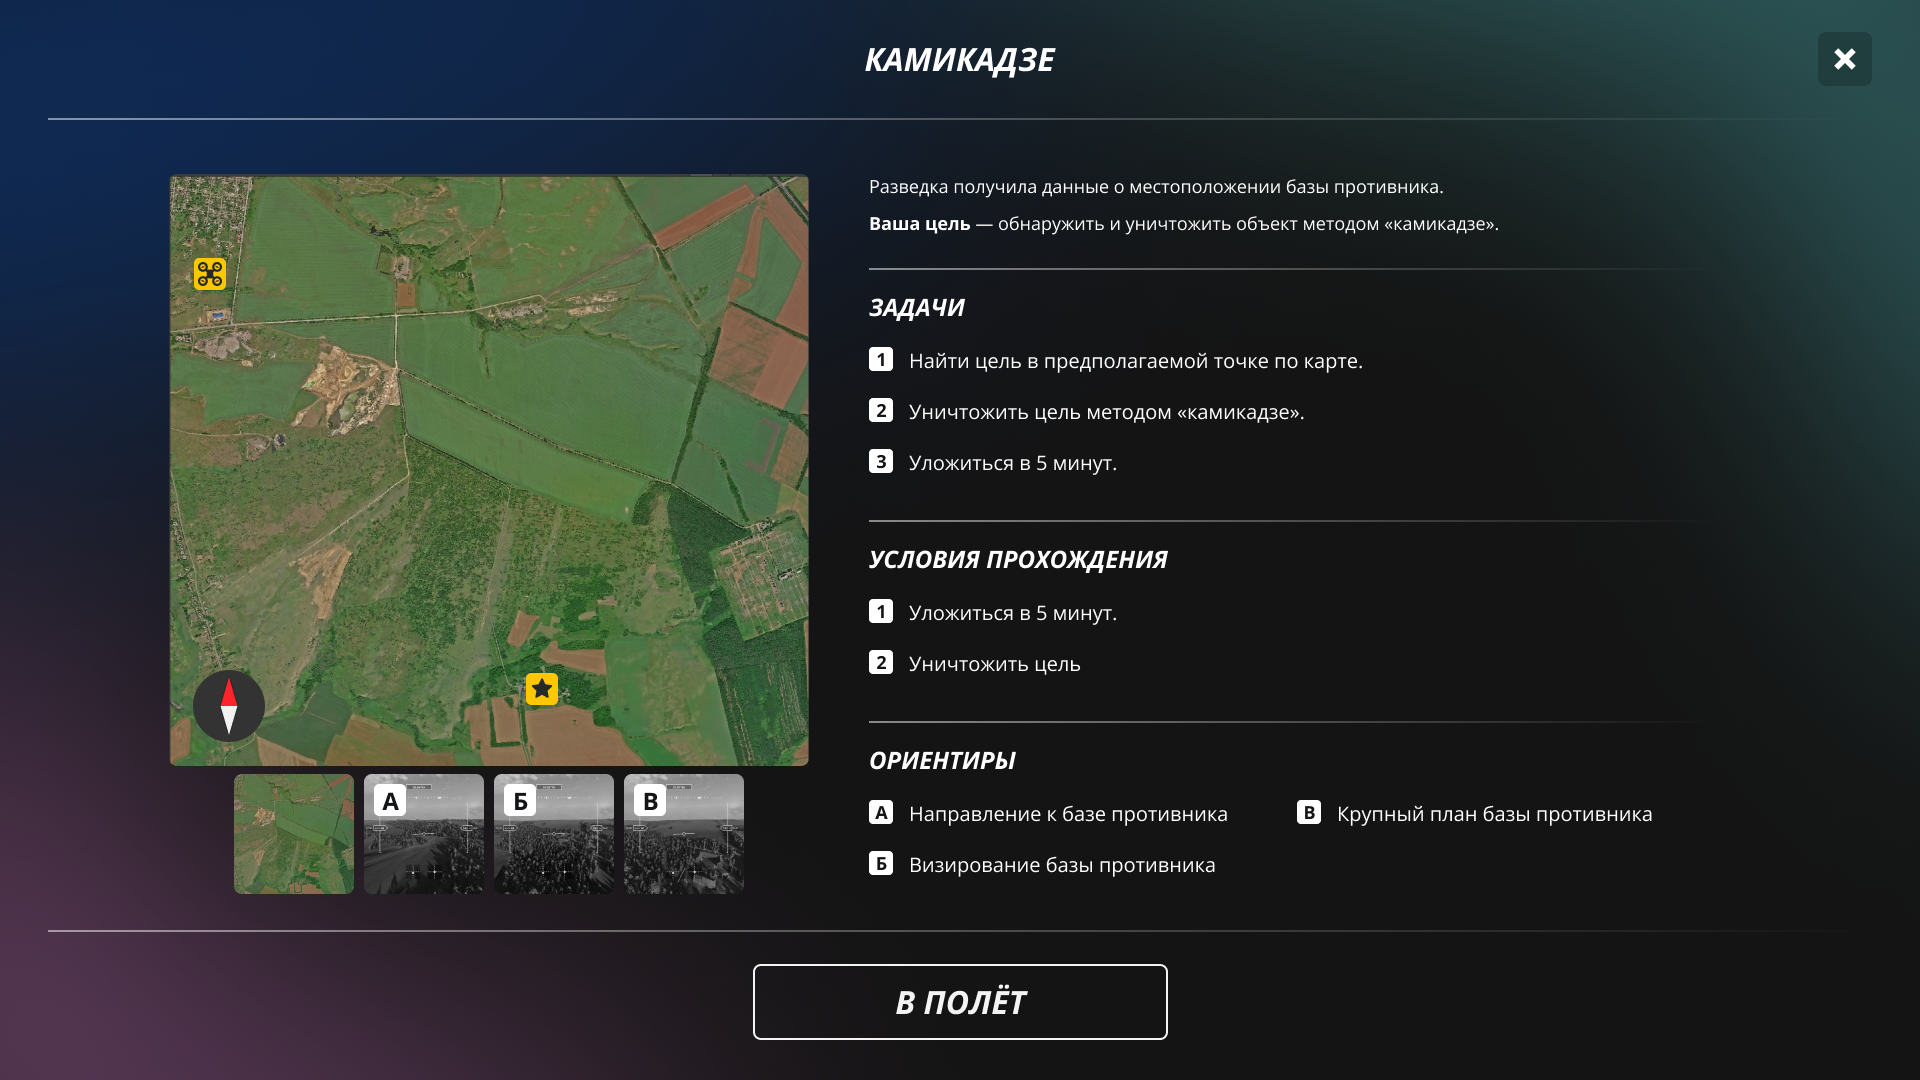 КАМИКАДЗЕ
Разведка получила данные о местоположении базы противника.
Ваша цель — обнаружить и уничтожить объект методом «камикадзе».
ЗАДАЧИ
1 Найти цель в предполагаемой точке по карте.
2 Уничтожить цель методом «камикадзе».
3 Уложиться в 5 минут.
УСЛОВИЯ ПРОХОЖДЕНИЯ
1 Уложиться в 5 минут.
2 Уничтожить цель
ОРИЕНТИРЫ
А Направление к базе противника
В Крупный план базы противника
Б Визирование базы противника
А
Б
В
В ПОЛЁТ